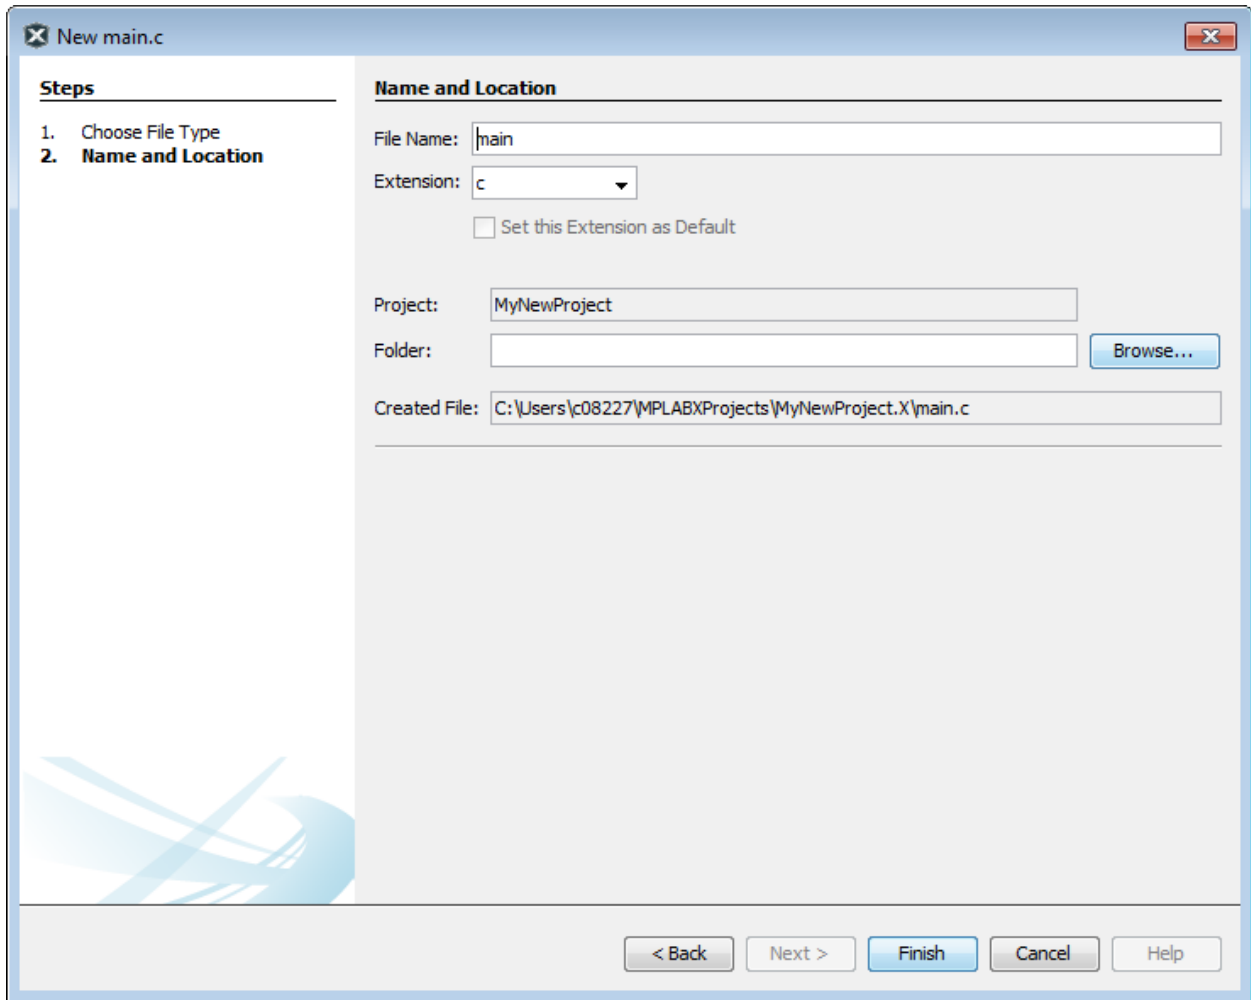 New main.c
Steps
1. Choose File Type
2. Name and Location
Name and Location
File Name: main
Extension: c
Set this Extension as Default
Project: MyNewProject
Folder: Browse...
Created File: C:\Users\c08227\MPLABXProjects\MyNewProject.X\main.c
< Back Next > Finish Cancel Help